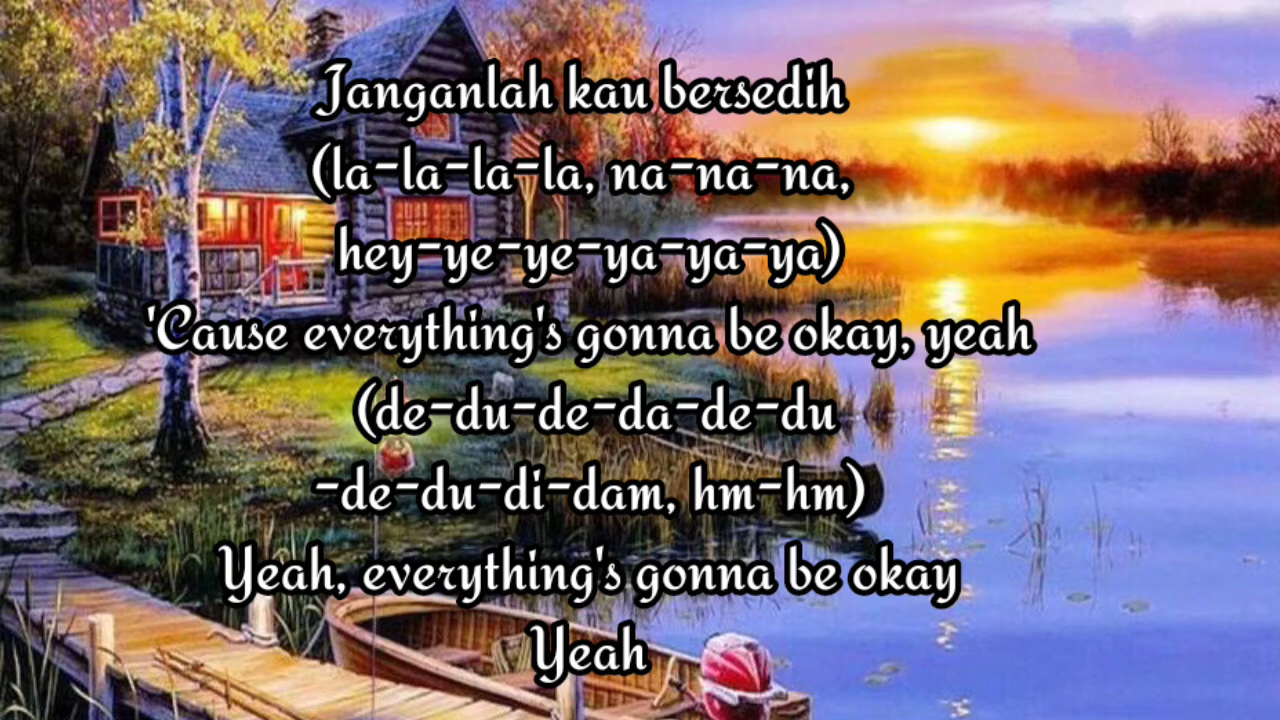 Janganlah kau bersedih
(la-la-la-la, na-na-na,
hey-ye-ye-ya-ya-ya)
'Cause everything's gonna be okay, yeah
(de-du-de-da-de-du
-de-du-di-dam, hm-hm)
Yeah, everything's gonna be okay
Yeah